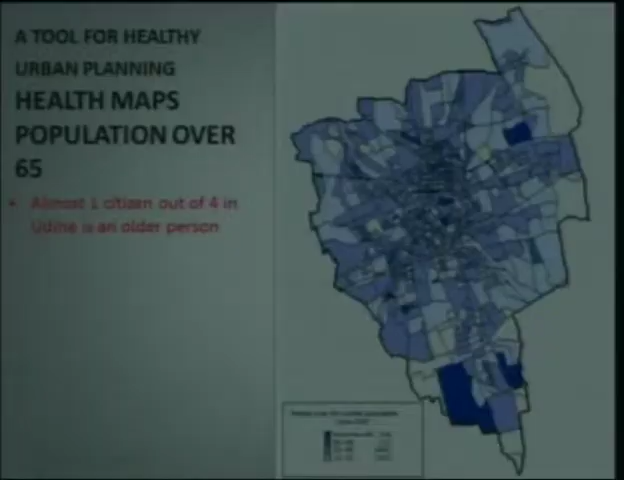 A TOOL FOR HEALTHY
URBAN PLANNING
HEALTH MAPS
POPULATION OVER
65
• Almost 1 citizen out of 4 in
Udine is an older person